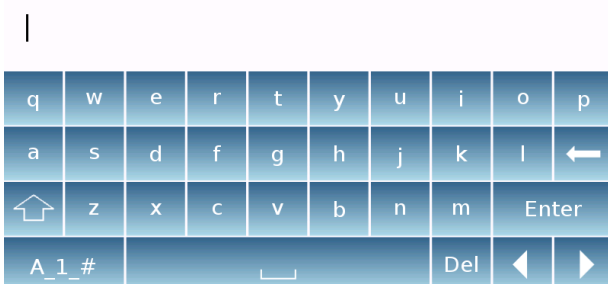 q w e r t y u i o p
a s d f g h j k l
z x c v b n m Enter
A_1_# Del